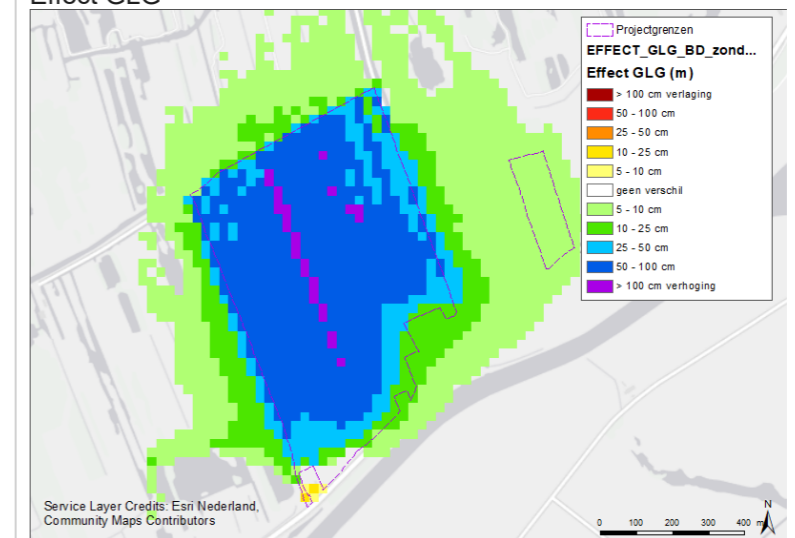 Effect GLG
Projectgrenzen
EFFECT_GLG_BD_zond...
Effect GLG (m)
> 100 cm verlaging
50 - 100 cm
25 - 50 cm
10 - 25 cm
5 - 10 cm
geen verschil
5 - 10 cm
10 - 25 cm
25 - 50 cm
50 - 100 cm
> 100 cm verhoging
Service Layer Credits: Esri Nederland,
Community Maps Contributors
N
0 100 200 300 400 m